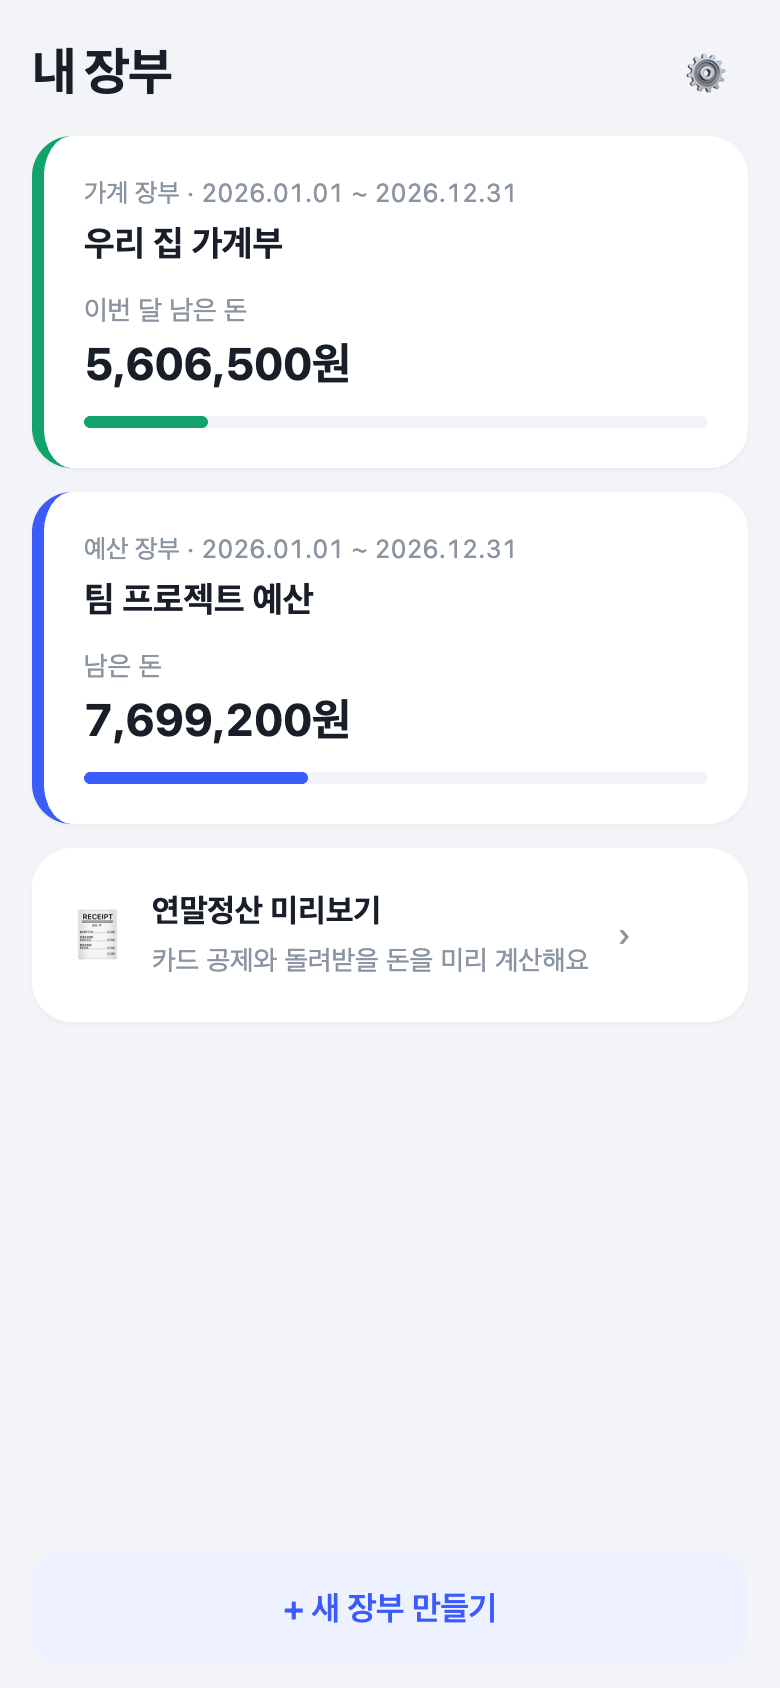 내 장부
가계 장부 · 2026.01.01 ~ 2026.12.31
우리 집 가계부
이번 달 남은 돈
5,606,500원
예산 장부 · 2026.01.01 ~ 2026.12.31
팀 프로젝트 예산
남은 돈
7,699,200원
RECEIPT
연말정산 미리보기
카드 공제와 돌려받을 돈을 미리 계산해요
›
+ 새 장부 만들기